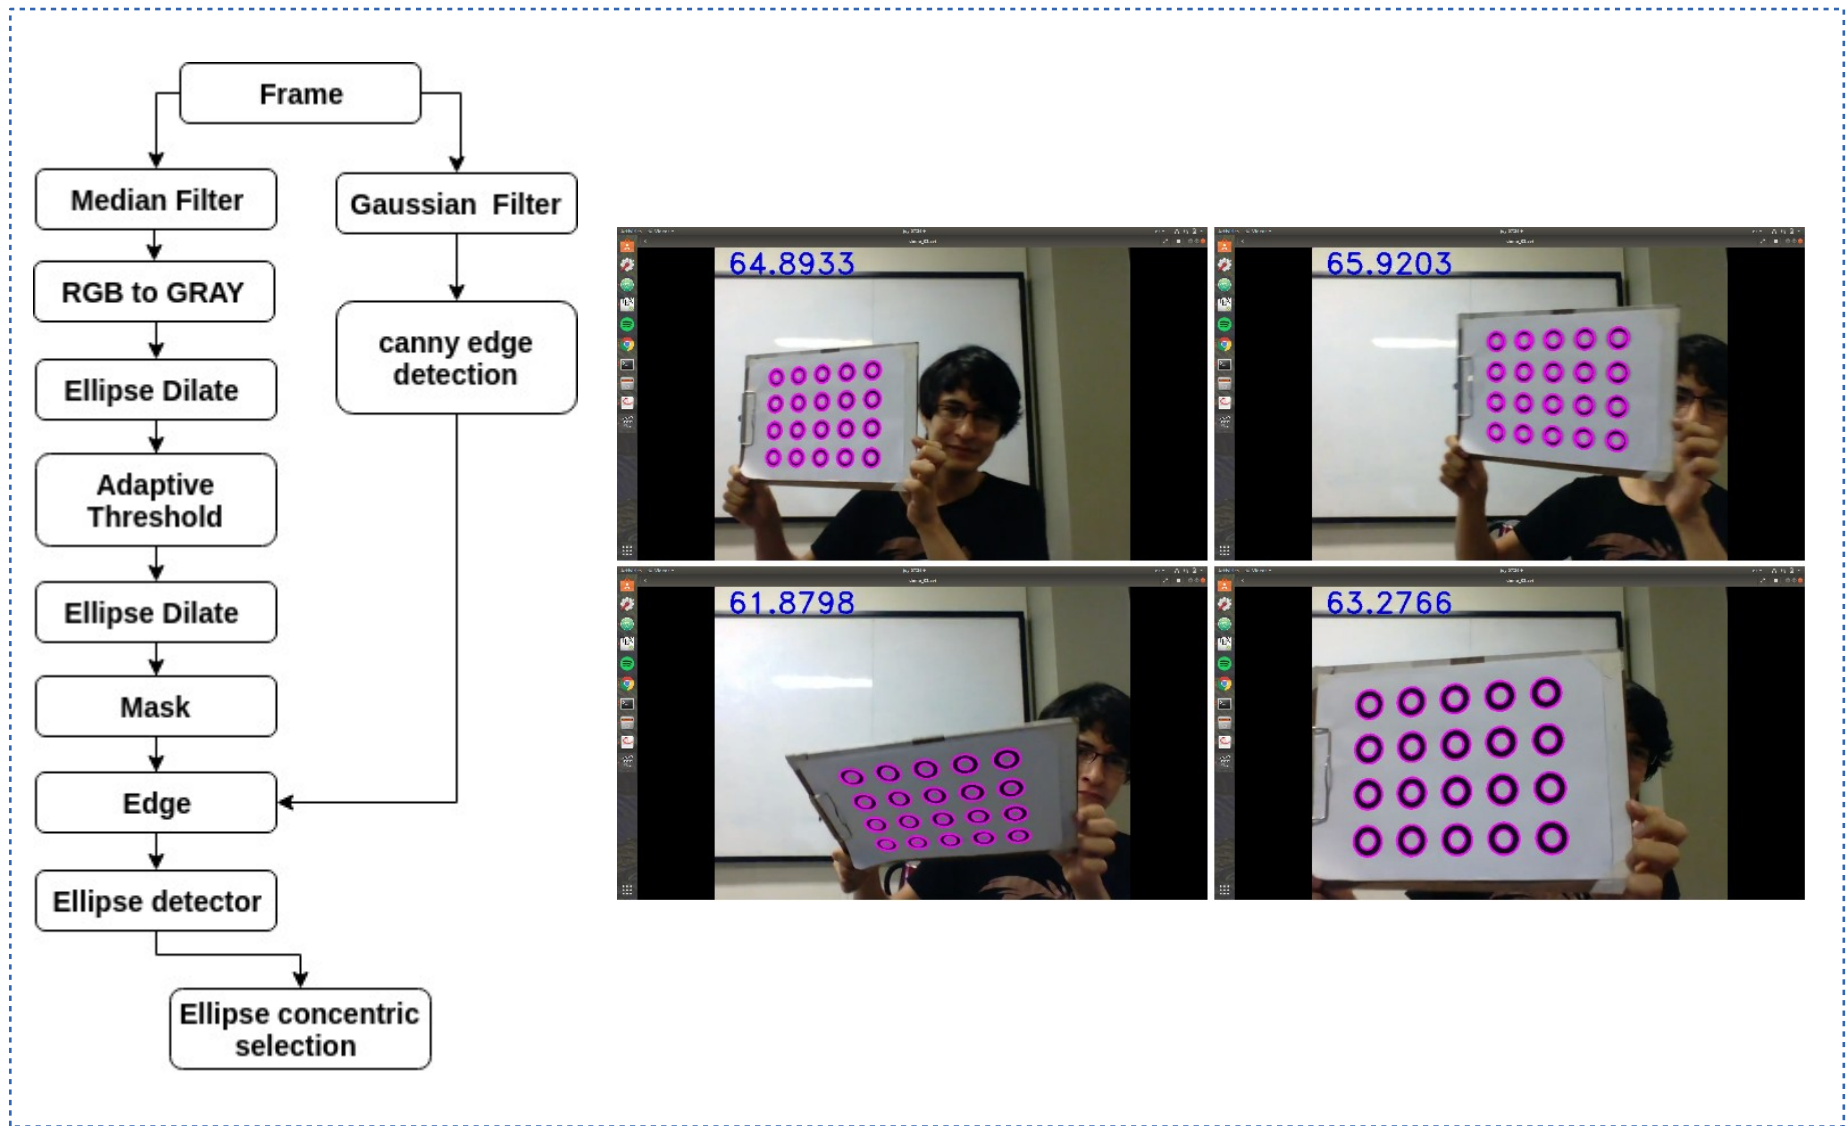 Frame
Median Filter
Gaussian Filter
RGB to GRAY
canny edge
detection
Ellipse Dilate
Adaptive
Threshold
Ellipse Dilate
Mask
Edge
Ellipse detector
Ellipse concentric
selection
64.8933
65.9203
61.8798
63.2766